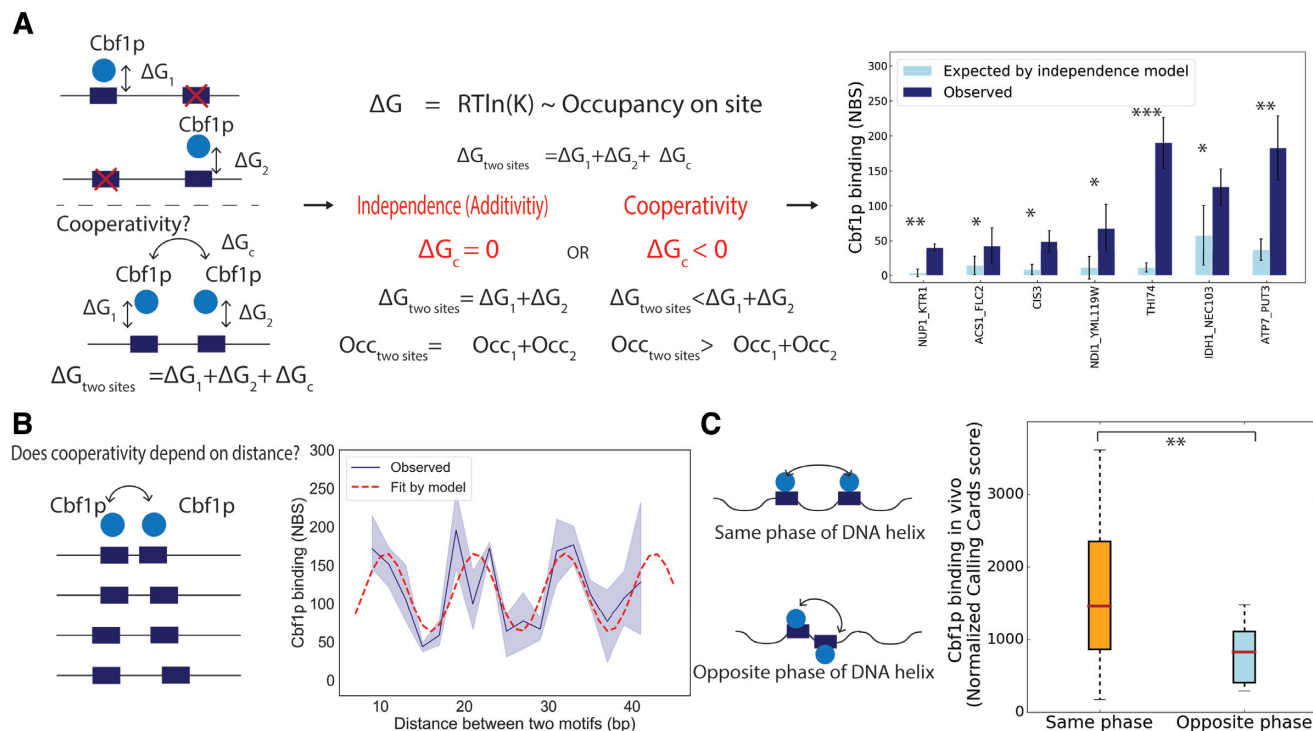 A
Cbf1p
ΔG1
Cbf1p
ΔG2
Cooperativity?
ΔGc
Cbf1p Cbf1p
ΔG1 ΔG2
ΔGtwo sites =ΔG1+ΔG2+ ΔGc
ΔG = RTln(K) ~ Occupancy on site
ΔGtwo sites =ΔG1+ΔG2+ ΔGc
Independence (Additivitiy) Cooperativity
ΔGc = 0 OR ΔGc < 0
ΔGtwo sites= ΔG1+ΔG2 ΔGtwo sites<ΔG1+ΔG2
Occtwo sites= Occ1+Occ2 Occtwo sites> Occ1+Occ2
Cbf1p binding (NBS)
300
250
200
150
100
50
0
Expected by independence model
Observed
** * * * *** * **
NUP1_KTR1
ACS1_FLC2
CIS3
NDI1_YML119W
THI74
IDH1_NEC103
ATP7_PUT3
B
Does cooperativity depend on distance?
Cbf1p Cbf1p
Cbf1p binding (NBS)
300
250
200
150
100
50
0
Observed
Fit by model
10 20 30 40
Distance between two motifs (bp)
C
Same phase of DNA helix
Opposite phase of DNA helix
Cbf1p binding in vivo
(Normalized Calling Cards score)
3000
2000
1000
0
**
Same phase Opposite phase